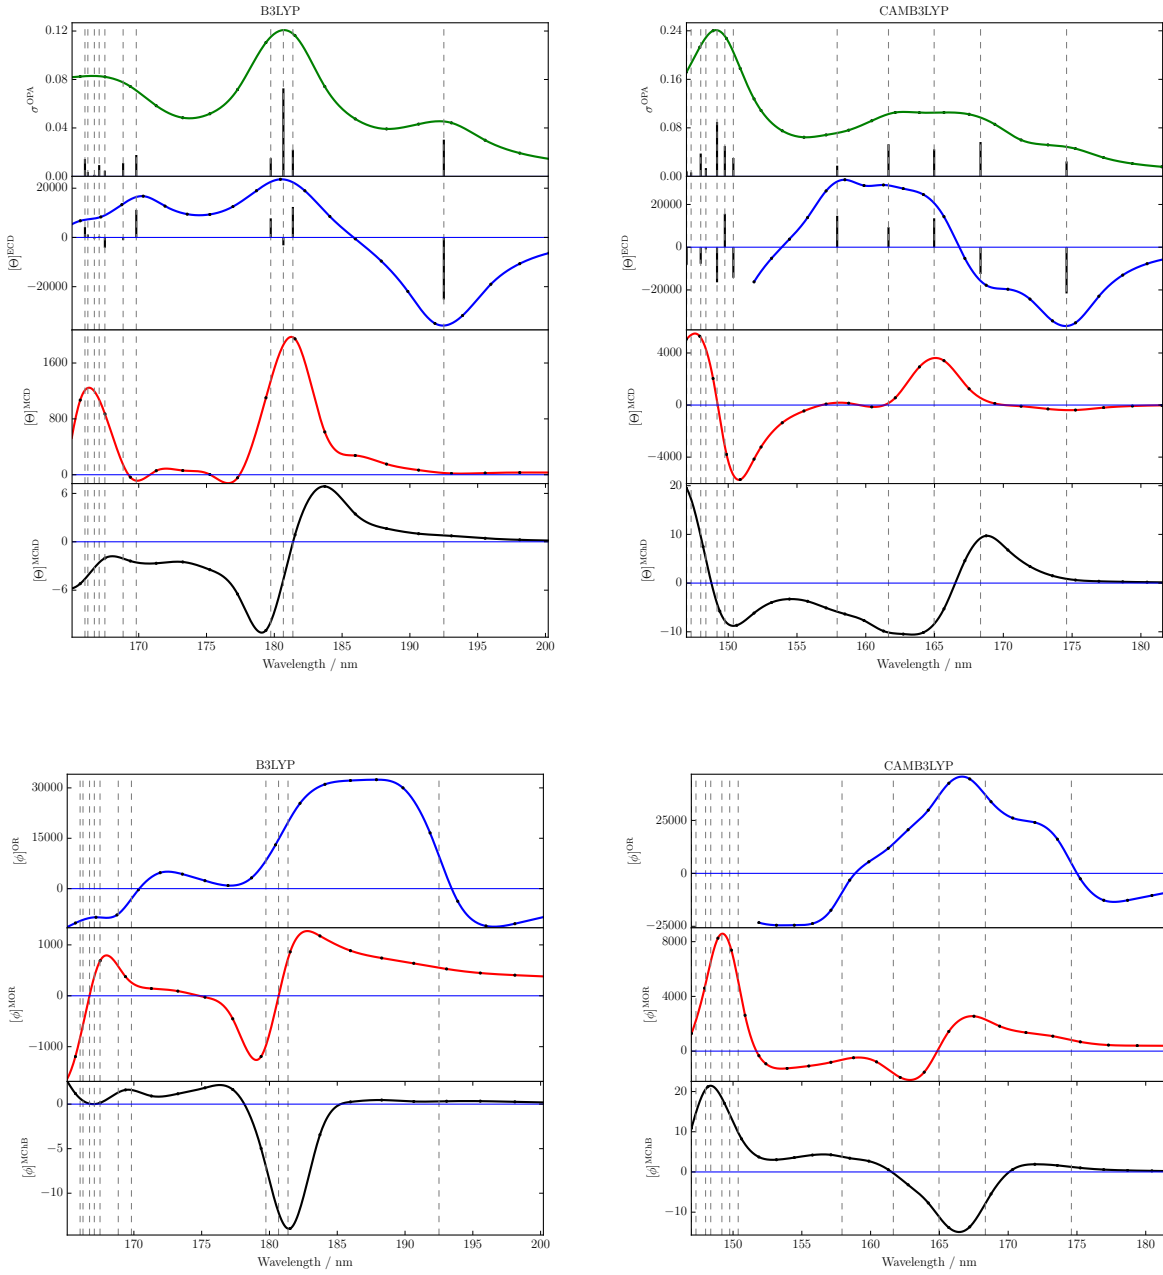 B3LYP
0.12
0.08
0.04
0.00
σ^OPA
20000
0
−20000
[Θ]^ECD
1600
800
0
[Θ]^MCD
6
0
−6
[Θ]^MChD
170 175 180 185 190 195 200
Wavelength / nm
CAMB3LYP
0.24
0.16
0.08
0.00
σ^OPA
20000
0
−20000
[Θ]^ECD
4000
0
−4000
[Θ]^MCD
20
10
0
−10
[Θ]^MChD
150 155 160 165 170 175 180
Wavelength / nm
B3LYP
30000
15000
0
[ϕ]^OR
1000
0
−1000
[ϕ]^MOR
0
−5
−10
[ϕ]^MChB
170 175 180 185 190 195 200
Wavelength / nm
CAMB3LYP
25000
0
−25000
[ϕ]^OR
8000
4000
0
[ϕ]^MOR
20
10
0
−10
[ϕ]^MChB
150 155 160 165 170 175 180
Wavelength / nm